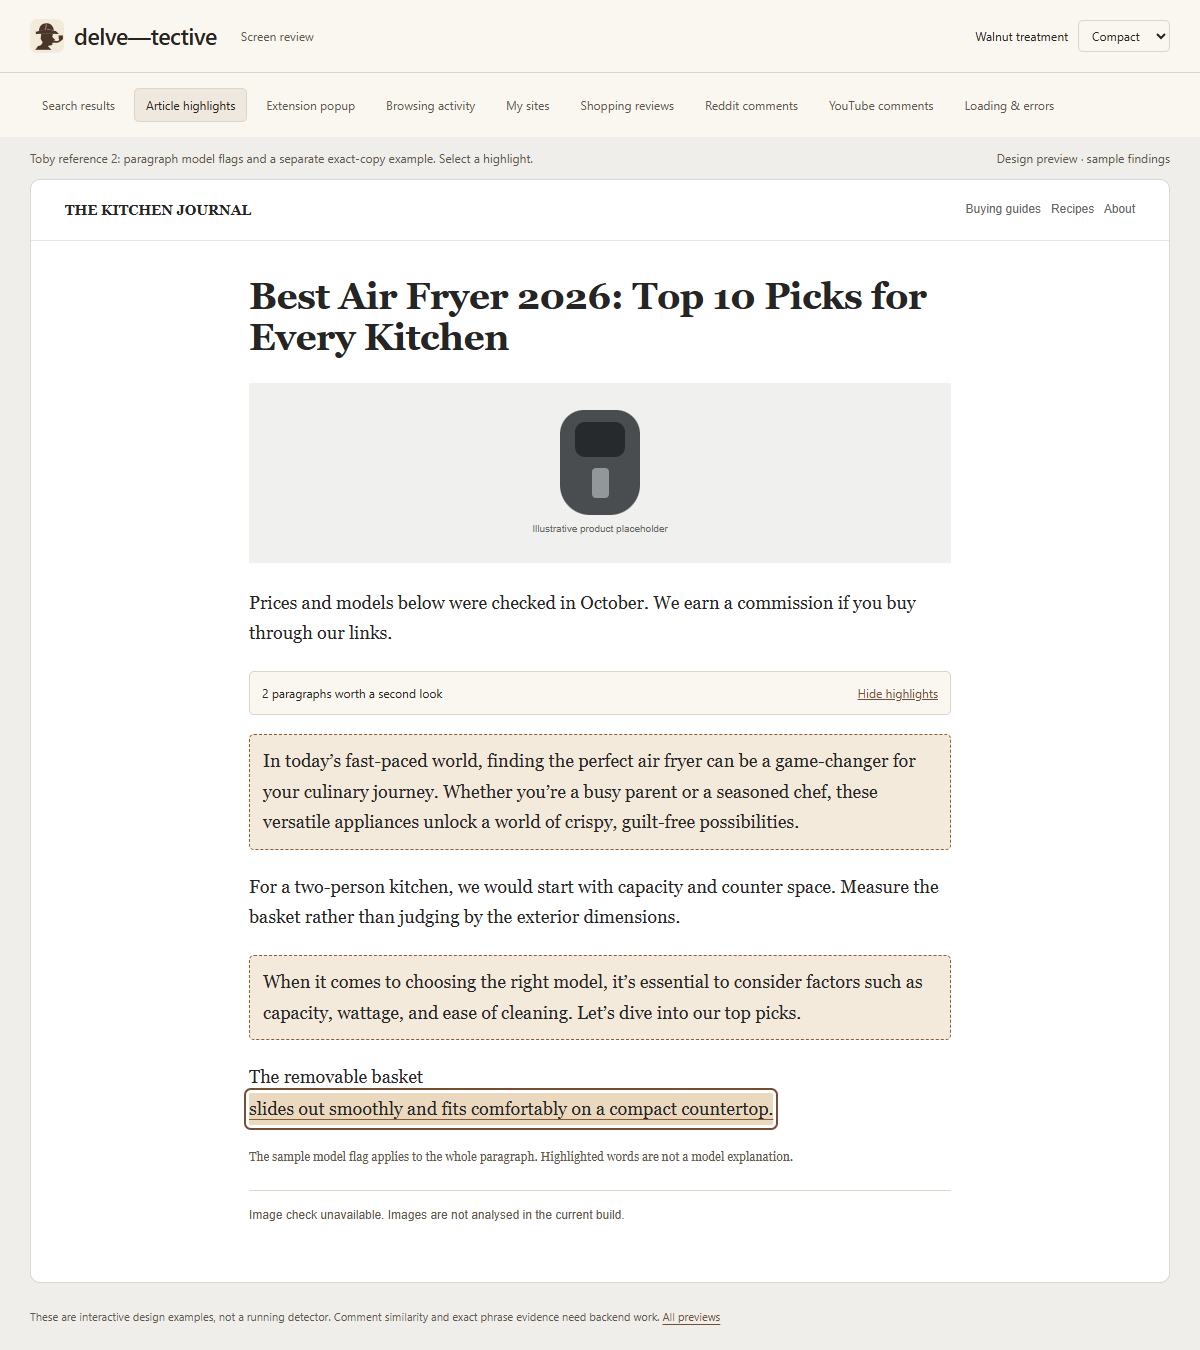 delve—tective
Screen review
Walnut treatment
Compact
Search results
Article highlights
Extension popup
Browsing activity
My sites
Shopping reviews
Reddit comments
YouTube comments
Loading & errors
Toby reference 2: paragraph model flags and a separate exact-copy example. Select a highlight.
Design preview · sample findings
THE KITCHEN JOURNAL
Buying guides
Recipes
About
Best Air Fryer 2026: Top 10 Picks for
Every Kitchen
Illustrative product placeholder
Prices and models below were checked in October. We earn a commission if you buy
through our links.
2 paragraphs worth a second look
Hide highlights
In today’s fast-paced world, finding the perfect air fryer can be a game-changer for
your culinary journey. Whether you’re a busy parent or a seasoned chef, these
versatile appliances unlock a world of crispy, guilt-free possibilities.
For a two-person kitchen, we would start with capacity and counter space. Measure the
basket rather than judging by the exterior dimensions.
When it comes to choosing the right model, it’s essential to consider factors such as
capacity, wattage, and ease of cleaning. Let’s dive into our top picks.
The removable basket
slides out smoothly and fits comfortably on a compact countertop.
The sample model flag applies to the whole paragraph. Highlighted words are not a model explanation.
Image check unavailable. Images are not analysed in the current build.
These are interactive design examples, not a running detector. Comment similarity and exact phrase evidence need backend work. All previews